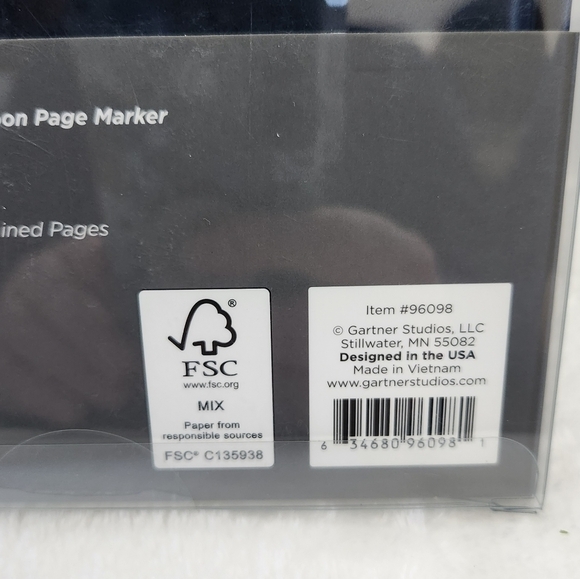 on Page Marker
ined Pages
®
FSC
www.fsc.org
MIX
Paper from
responsible sources
FSC® C135938
Item #96098
© Gartner Studios, LLC
Stillwater, MN 55082
Designed in the USA
Made in Vietnam
www.gartnerstudios.com
6 34680 96098 1